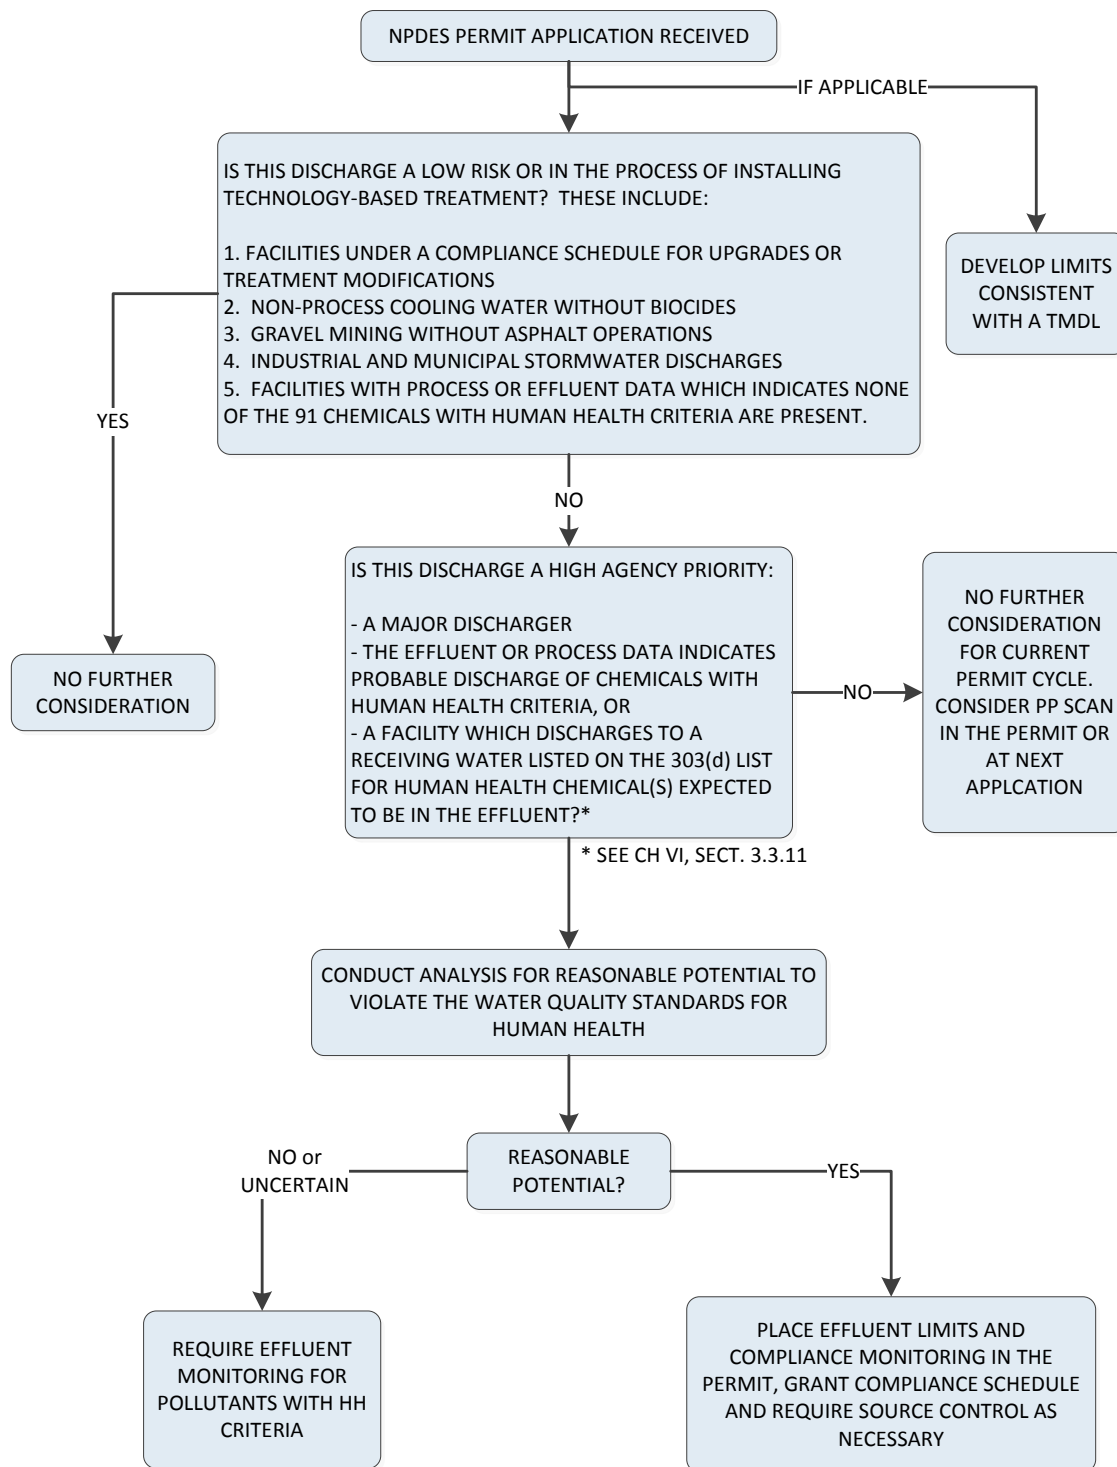 NPDES PERMIT APPLICATION RECEIVED
IF APPLICABLE
IS THIS DISCHARGE A LOW RISK OR IN THE PROCESS OF INSTALLING
TECHNOLOGY-BASED TREATMENT?  THESE INCLUDE:
1. FACILITIES UNDER A COMPLIANCE SCHEDULE FOR UPGRADES OR
TREATMENT MODIFICATIONS
2.  NON-PROCESS COOLING WATER WITHOUT BIOCIDES
3.  GRAVEL MINING WITHOUT ASPHALT OPERATIONS
4.  INDUSTRIAL AND MUNICIPAL STORMWATER DISCHARGES
5.  FACILITIES WITH PROCESS OR EFFLUENT DATA WHICH INDICATES NONE
OF THE 91 CHEMICALS WITH HUMAN HEALTH CRITERIA ARE PRESENT.
DEVELOP LIMITS
CONSISTENT
WITH A TMDL
YES
NO
IS THIS DISCHARGE A HIGH AGENCY PRIORITY:
- A MAJOR DISCHARGER
- THE EFFLUENT OR PROCESS DATA INDICATES
PROBABLE DISCHARGE OF CHEMICALS WITH
HUMAN HEALTH CRITERIA, OR
- A FACILITY WHICH DISCHARGES TO A
RECEIVING WATER LISTED ON THE 303(d) LIST
FOR HUMAN HEALTH CHEMICAL(S) EXPECTED
TO BE IN THE EFFLUENT?*
NO
NO FURTHER
CONSIDERATION
FOR CURRENT
PERMIT CYCLE.
CONSIDER PP SCAN
IN THE PERMIT OR
AT NEXT
APPLCATION
NO FURTHER
CONSIDERATION
* SEE CH VI, SECT. 3.3.11
CONDUCT ANALYSIS FOR REASONABLE POTENTIAL TO
VIOLATE THE WATER QUALITY STANDARDS FOR
HUMAN HEALTH
REASONABLE
POTENTIAL?
NO or
UNCERTAIN
YES
REQUIRE EFFLUENT
MONITORING FOR
POLLUTANTS WITH HH
CRITERIA
PLACE EFFLUENT LIMITS AND
COMPLIANCE MONITORING IN THE
PERMIT, GRANT COMPLIANCE SCHEDULE
AND REQUIRE SOURCE CONTROL AS
NECESSARY